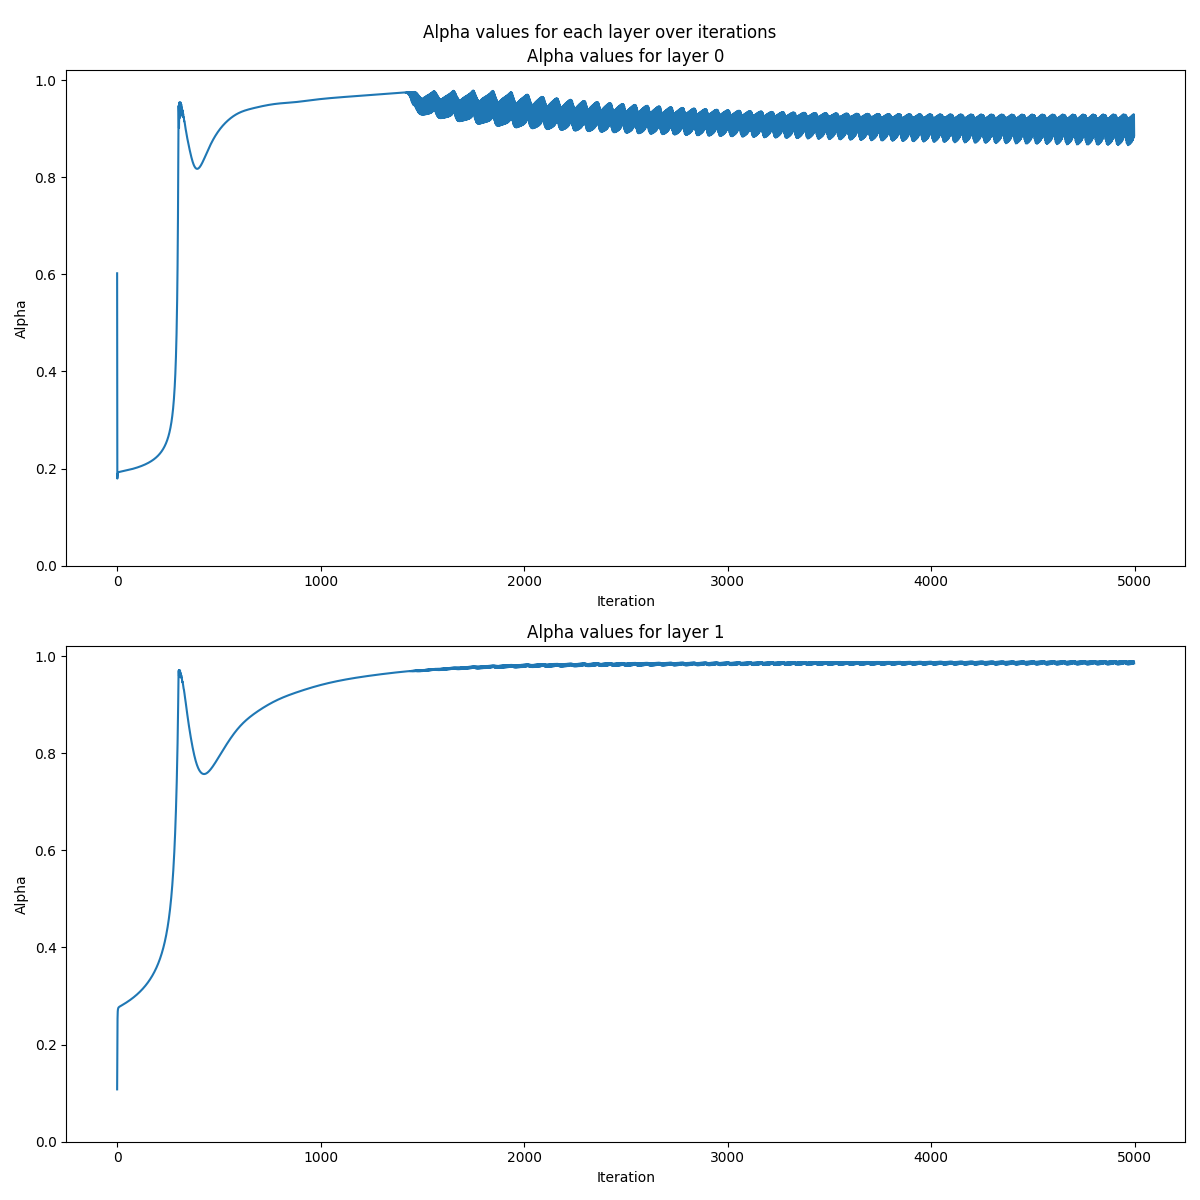 Alpha values for each layer over iterations
Alpha values for layer 0
1.0
0.8
0.6
0.4
0.2
0.0
Alpha
0 1000 2000 3000 4000 5000
Iteration
Alpha values for layer 1
1.0
0.8
0.6
0.4
0.2
0.0
Alpha
0 1000 2000 3000 4000 5000
Iteration